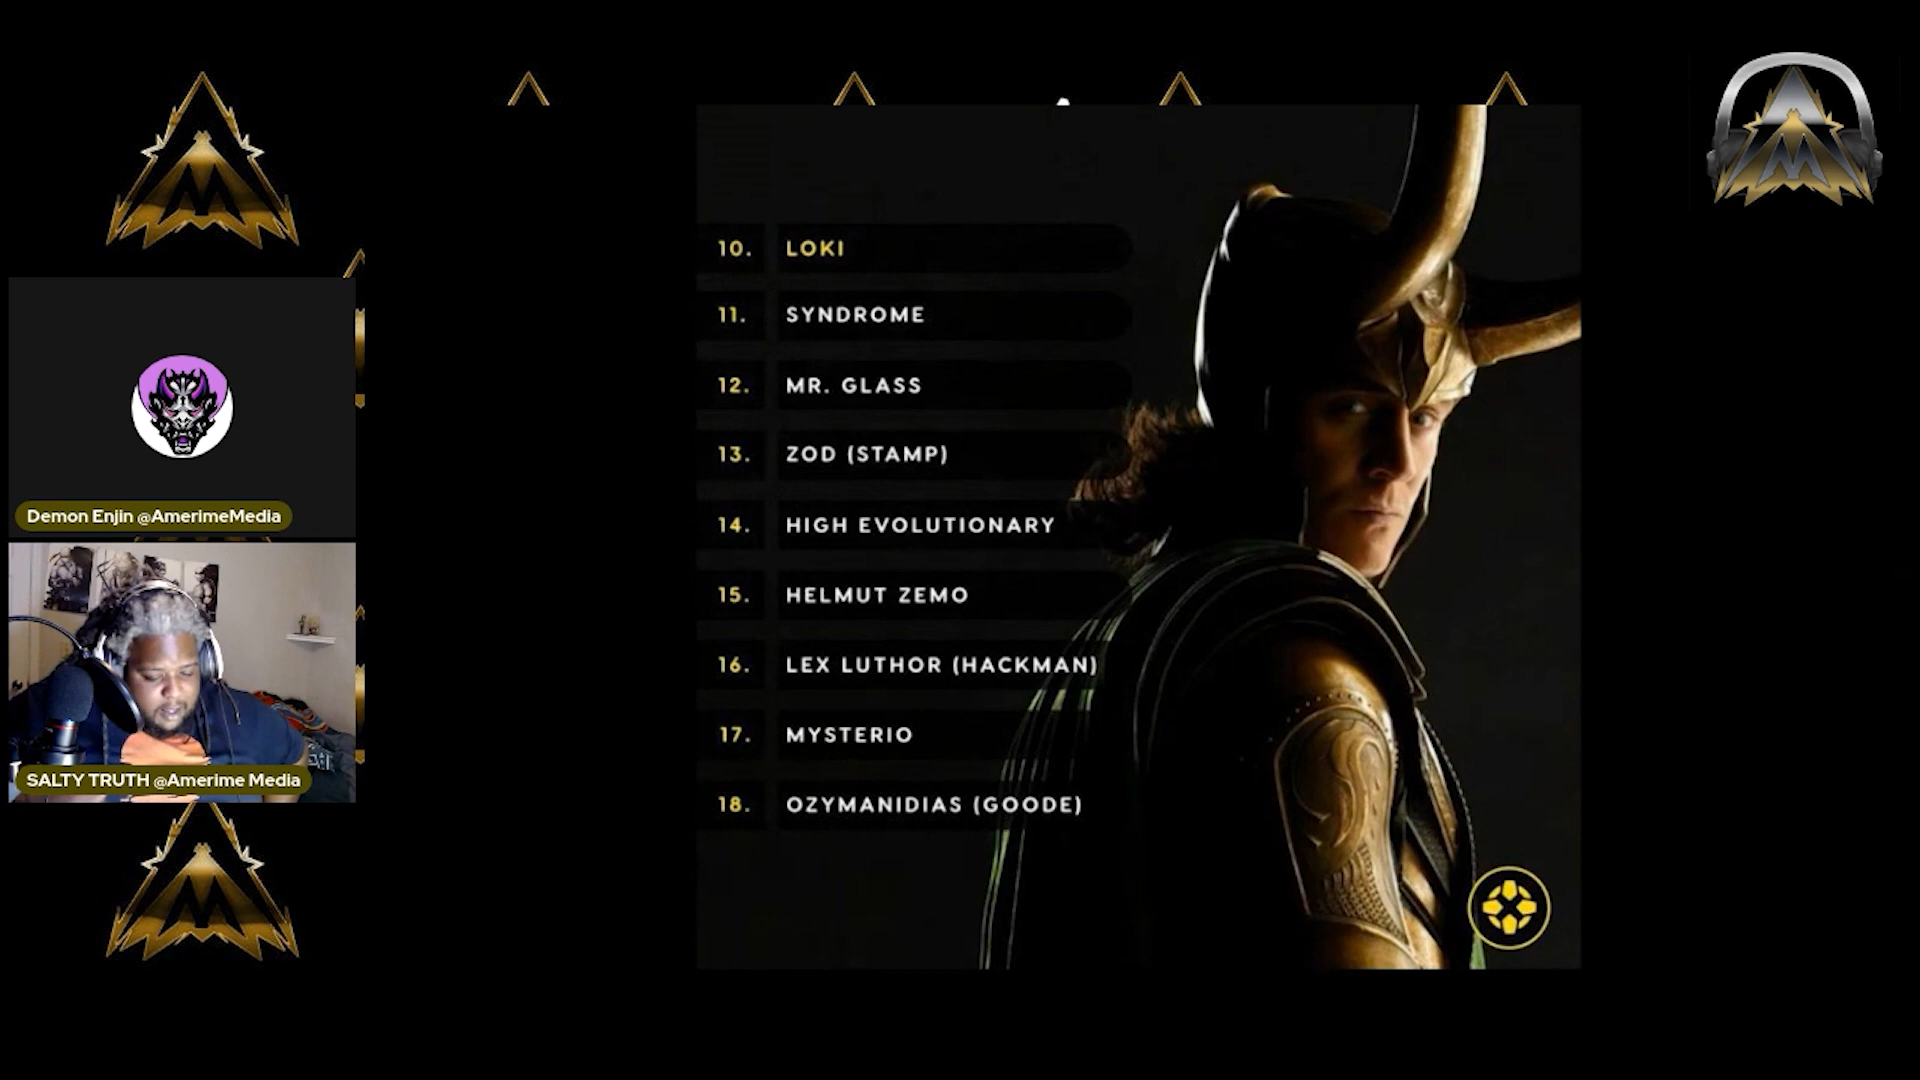 10. LOKI
11. SYNDROME
12. MR. GLASS
13. ZOD (STAMP)
14. HIGH EVOLUTIONARY
15. HELMUT ZEMO
16. LEX LUTHOR (HACKMAN)
17. MYSTERIO
18. OZYMANIDIAS (GOODE)
Demon Enjin @AmerimeMedia
SALTY TRUTH @Amerime Media